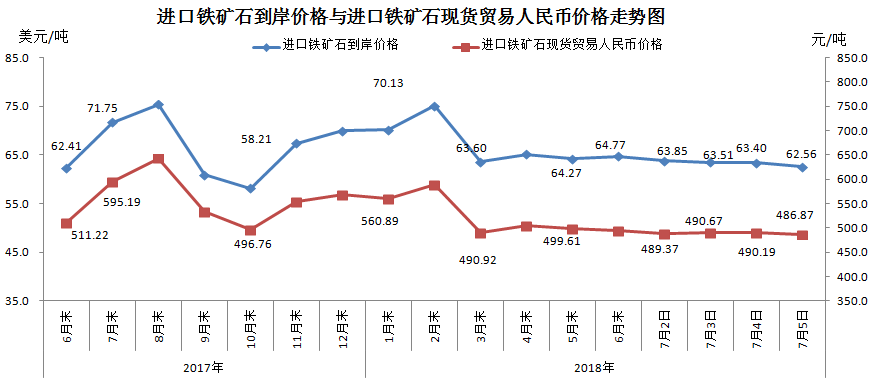 进口铁矿石到岸价格与进口铁矿石现货贸易人民币价格走势图
美元/吨
元/吨
进口铁矿石到岸价格
进口铁矿石现货贸易人民币价格
85.0
75.0
65.0
55.0
45.0
35.0
850.0
800.0
750.0
700.0
650.0
600.0
550.0
500.0
450.0
400.0
350.0
62.41
71.75
58.21
70.13
63.60
64.27
64.77
63.85
63.51
63.40
62.56
511.22
595.19
496.76
560.89
490.92
499.61
489.37
490.67
490.19
486.87
6月末
7月末
8月末
9月末
10月末
11月末
12月末
1月末
2月末
3月末
4月末
5月末
6月末
7月2日
7月3日
7月4日
7月5日
2017年
2018年